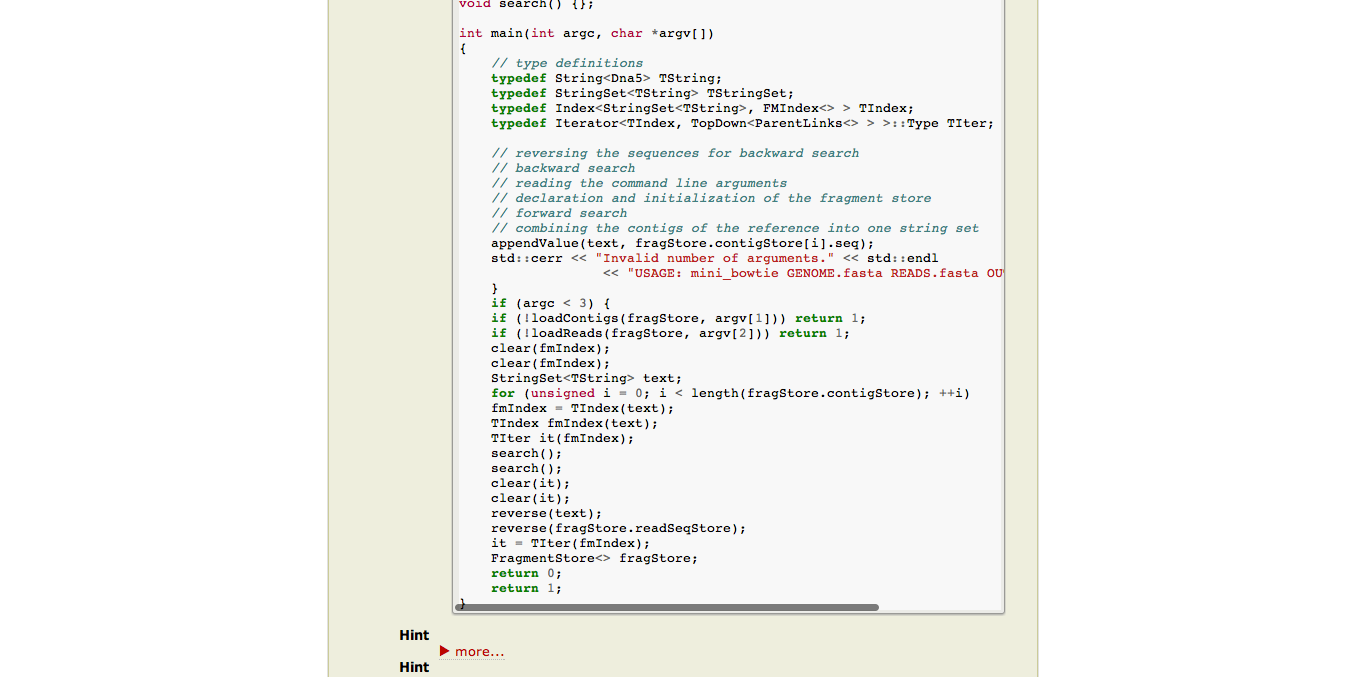 void search() {};
int main(int argc, char *argv[])
{
    // type definitions
    typedef String<Dna5> TString;
    typedef StringSet<TString> TStringSet;
    typedef Index<StringSet<TString>, FMIndex<> > TIndex;
    typedef Iterator<TIndex, TopDown<ParentLinks<> > >::Type TIter;
    // reversing the sequences for backward search
    // backward search
    // reading the command line arguments
    // declaration and initialization of the fragment store
    // forward search
    // combining the contigs of the reference into one string set
    appendValue(text, fragStore.contigStore[i].seq);
    std::cerr << "Invalid number of arguments." << std::endl
              << "USAGE: mini_bowtie GENOME.fasta READS.fasta OU
    }
    if (argc < 3) {
    if (!loadContigs(fragStore, argv[1])) return 1;
    if (!loadReads(fragStore, argv[2])) return 1;
    clear(fmIndex);
    clear(fmIndex);
    StringSet<TString> text;
    for (unsigned i = 0; i < length(fragStore.contigStore); ++i)
    fmIndex = TIndex(text);
    TIndex fmIndex(text);
    TIter it(fmIndex);
    search();
    search();
    clear(it);
    clear(it);
    reverse(text);
    reverse(fragStore.readSeqStore);
    it = TIter(fmIndex);
    FragmentStore<> fragStore;
    return 0;
    return 1;
}
Hint
more...
Hint